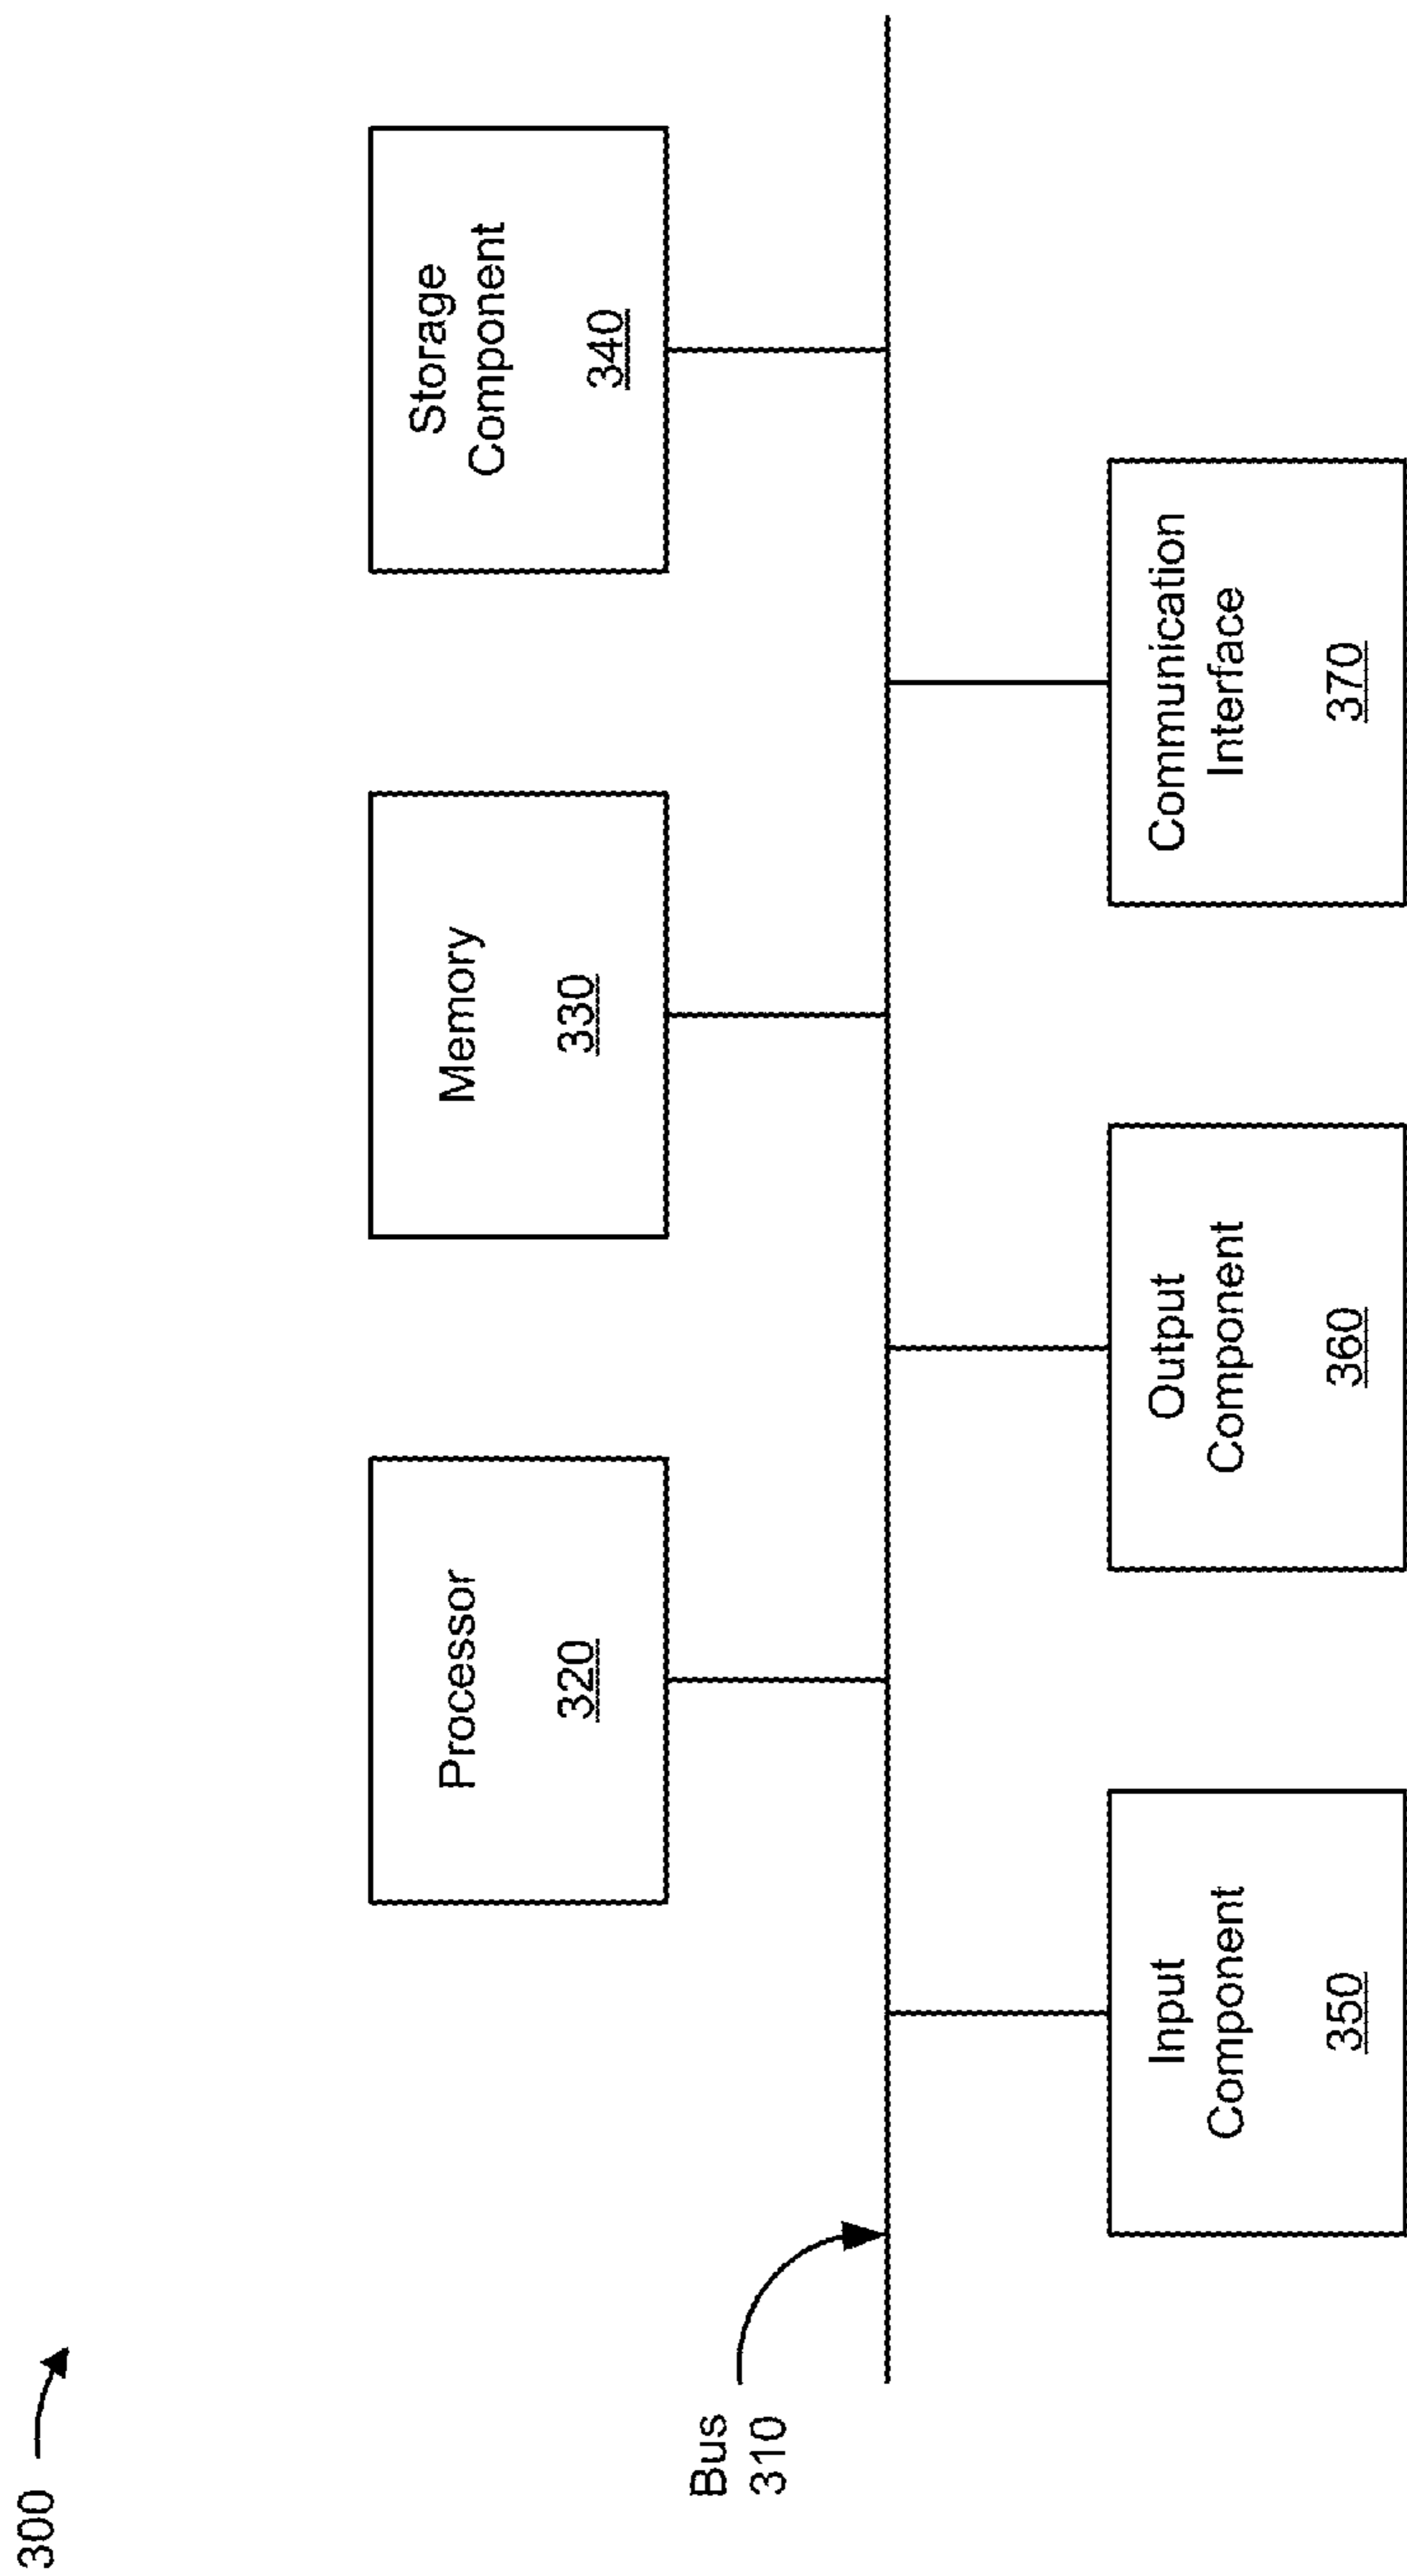 300
Bus
310
Processor
320
Memory
330
Storage
Component
340
Input
Component
350
Output
Component
360
Communication
Interface
370